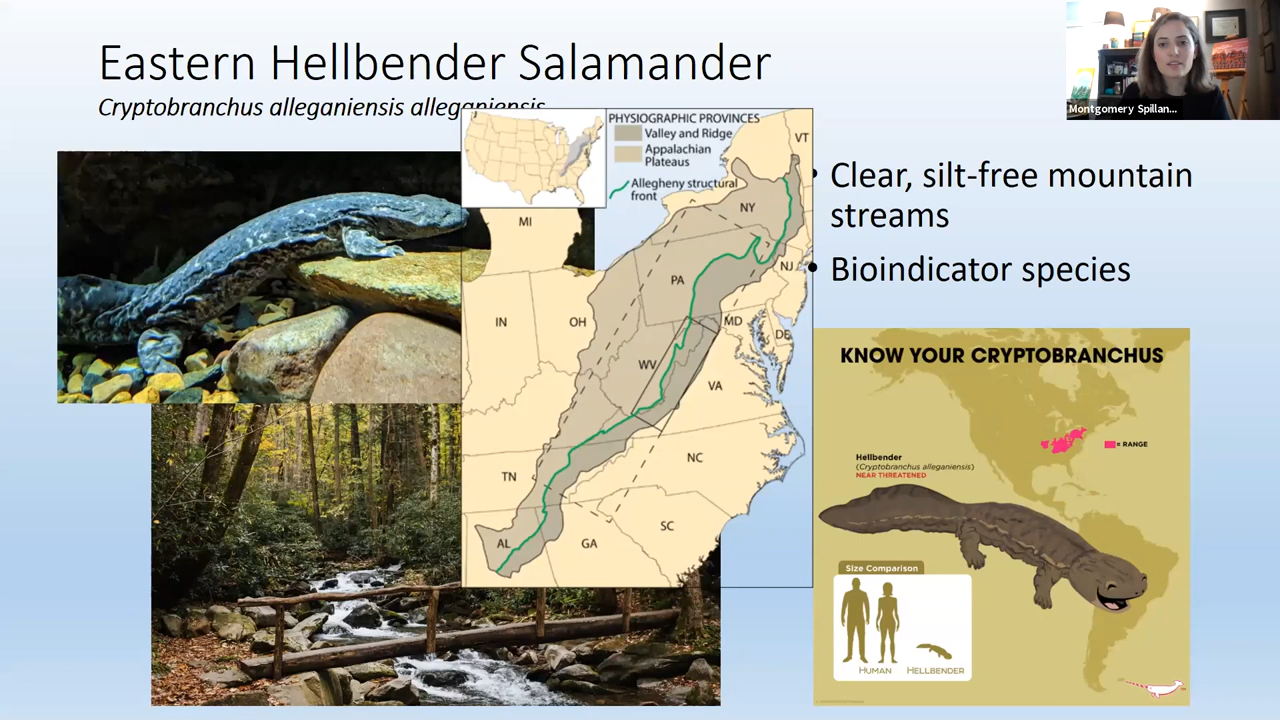 Eastern Hellbender Salamander
Cryptobranchus alleganiensis alleganiensis
Montgomery Spillan...
PHYSIOGRAPHIC PROVINCES
Valley and Ridge
Appalachian
Plateaus
Allegheny structural
front
VT
MI
NY
PA
NJ
IN
OH
MD
DE
WV
VA
TN
NC
SC
AL
GA
• Clear, silt-free mountain
streams
• Bioindicator species
KNOW YOUR CRYPTOBRANCHUS
= RANGE
Hellbender
(Cryptobranchus alleganiensis)
NEAR THREATENED
Size Comparison
HUMAN
HELLBENDER